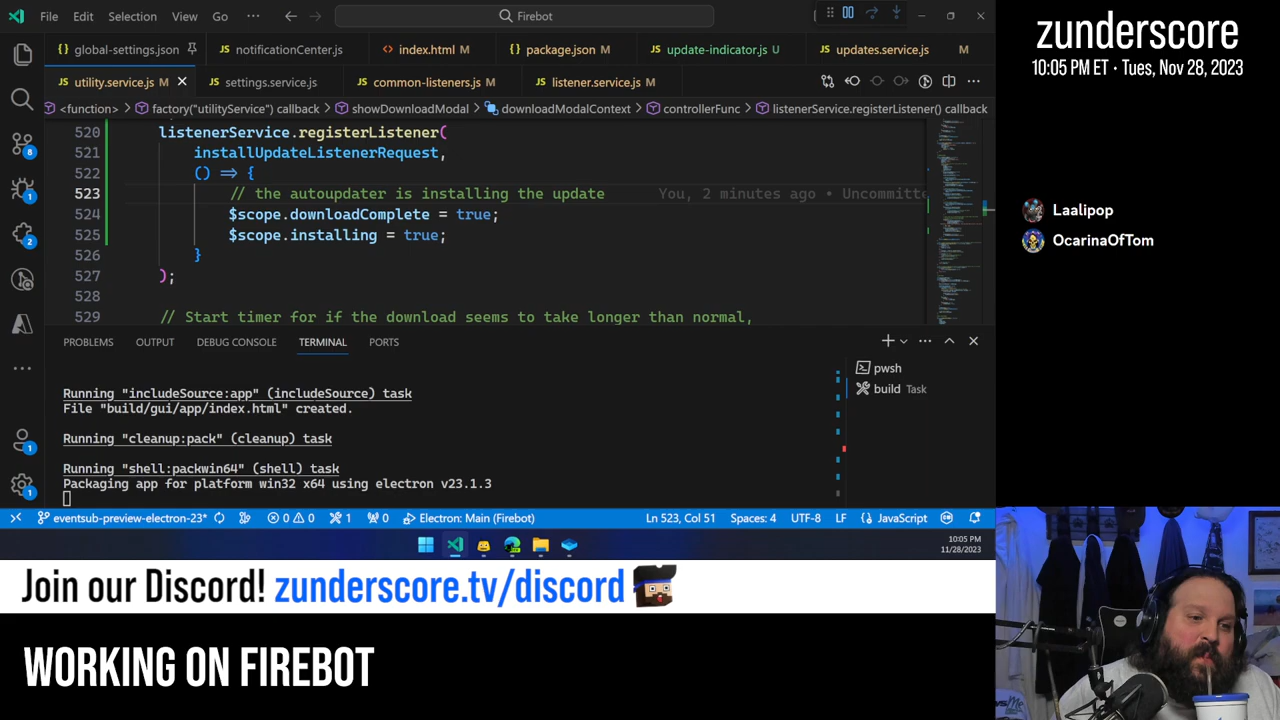 File Edit Selection View Go ··· Firebot
global-settings.json notificationCenter.js index.html M package.json M update-indicator.js U updates.service.js M
utility.service.js M settings.service.js common-listeners.js M listener.service.js M
<function> factory("utilityService") callback showDownloadModal downloadModalContext controllerFunc listenerService.registerListener() callback
520 listenerService.registerListener(
521 installUpdateListenerRequest,
522 () => {
523 // the autoupdater is installing the update You, 2 minutes ago • Uncommitte
524 $scope.downloadComplete = true;
525 $scope.installing = true;
526 }
527 );
528
529 // Start timer for if the download seems to take longer than normal,
PROBLEMS OUTPUT DEBUG CONSOLE TERMINAL PORTS
pwsh
build Task
Running "includeSource:app" (includeSource) task
File "build/gui/app/index.html" created.
Running "cleanup:pack" (cleanup) task
Running "shell:packwin64" (shell) task
Packaging app for platform win32 x64 using electron v23.1.3
eventsub-preview-electron-23* 0 0 1 0 Electron: Main (Firebot) Ln 523, Col 51 Spaces: 4 UTF-8 LF JavaScript
10:05 PM
11/28/2023
zunderscore
10:05 PM ET · Tues, Nov 28, 2023
Laalipop
OcarinaOfTom
Join our Discord! zunderscore.tv/discord
WORKING ON FIREBOT